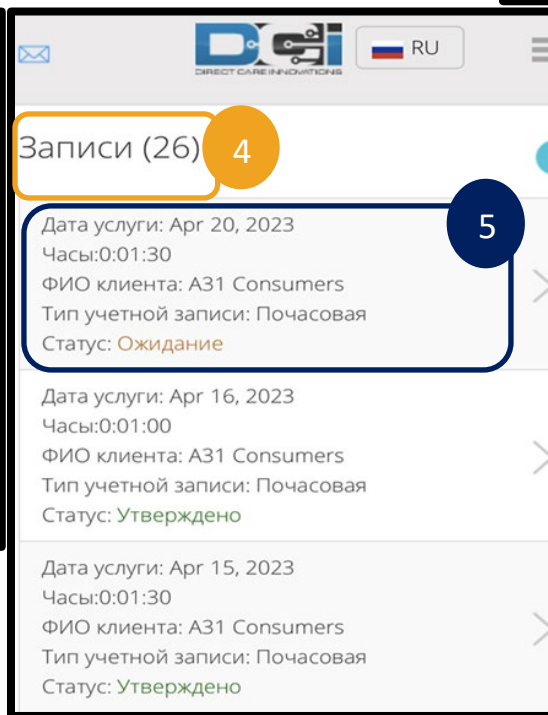 DCi
DIRECT CARE INNOVATIONS
RU
Записи (26)
4
5
Дата услуги: Apr 20, 2023
Часы:0:01:30
ФИО клиента: A31 Consumers
Тип учетной записи: Почасовая
Статус: Ожидание
Дата услуги: Apr 16, 2023
Часы:0:01:00
ФИО клиента: A31 Consumers
Тип учетной записи: Почасовая
Статус: Утверждено
Дата услуги: Apr 15, 2023
Часы:0:01:30
ФИО клиента: A31 Consumers
Тип учетной записи: Почасовая
Статус: Утверждено